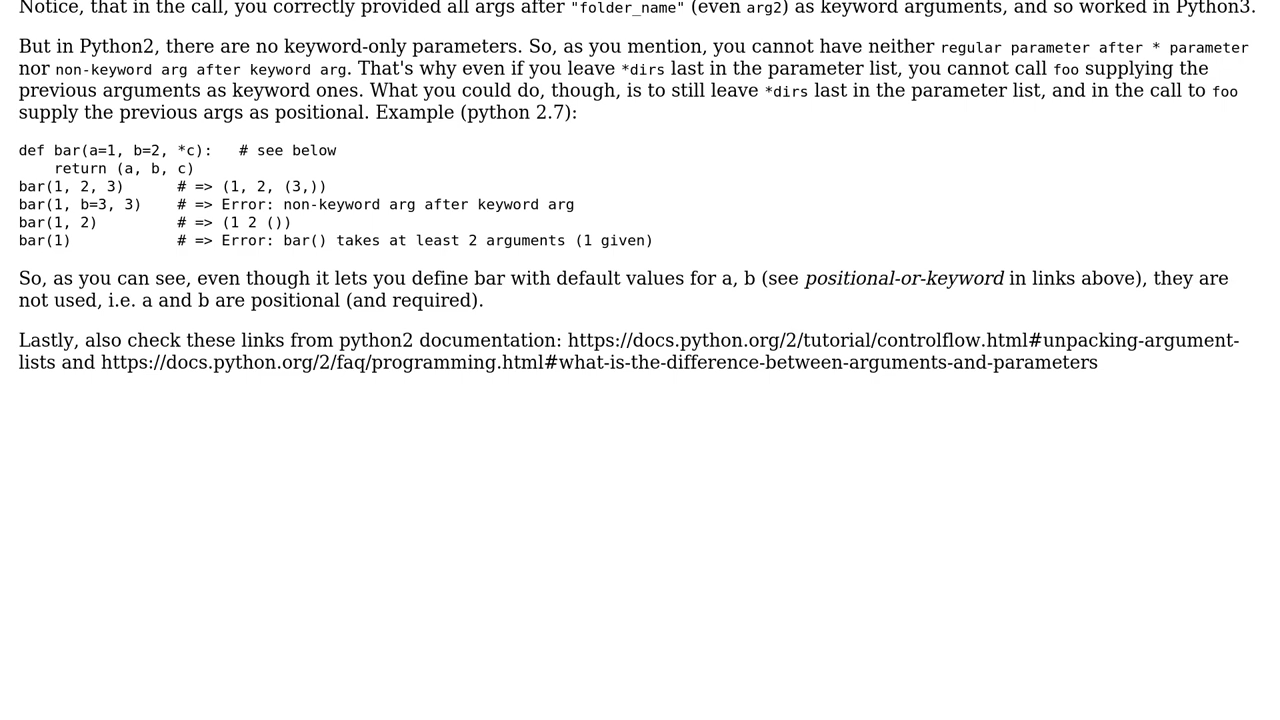 Notice, that in the call, you correctly provided all args after "folder_name" (even arg2) as keyword arguments, and so worked in Python3.
But in Python2, there are no keyword-only parameters. So, as you mention, you cannot have neither regular parameter after * parameter
nor non-keyword arg after keyword arg. That's why even if you leave *dirs last in the parameter list, you cannot call foo supplying the
previous arguments as keyword ones. What you could do, though, is to still leave *dirs last in the parameter list, and in the call to foo
supply the previous args as positional. Example (python 2.7):
def bar(a=1, b=2, *c):   # see below
    return (a, b, c)
bar(1, 2, 3)      # => (1, 2, (3,))
bar(1, b=3, 3)    # => Error: non-keyword arg after keyword arg
bar(1, 2)         # => (1 2 ())
bar(1)            # => Error: bar() takes at least 2 arguments (1 given)
So, as you can see, even though it lets you define bar with default values for a, b (see positional-or-keyword in links above), they are
not used, i.e. a and b are positional (and required).
Lastly, also check these links from python2 documentation: https://docs.python.org/2/tutorial/controlflow.html#unpacking-argument-
lists and https://docs.python.org/2/faq/programming.html#what-is-the-difference-between-arguments-and-parameters